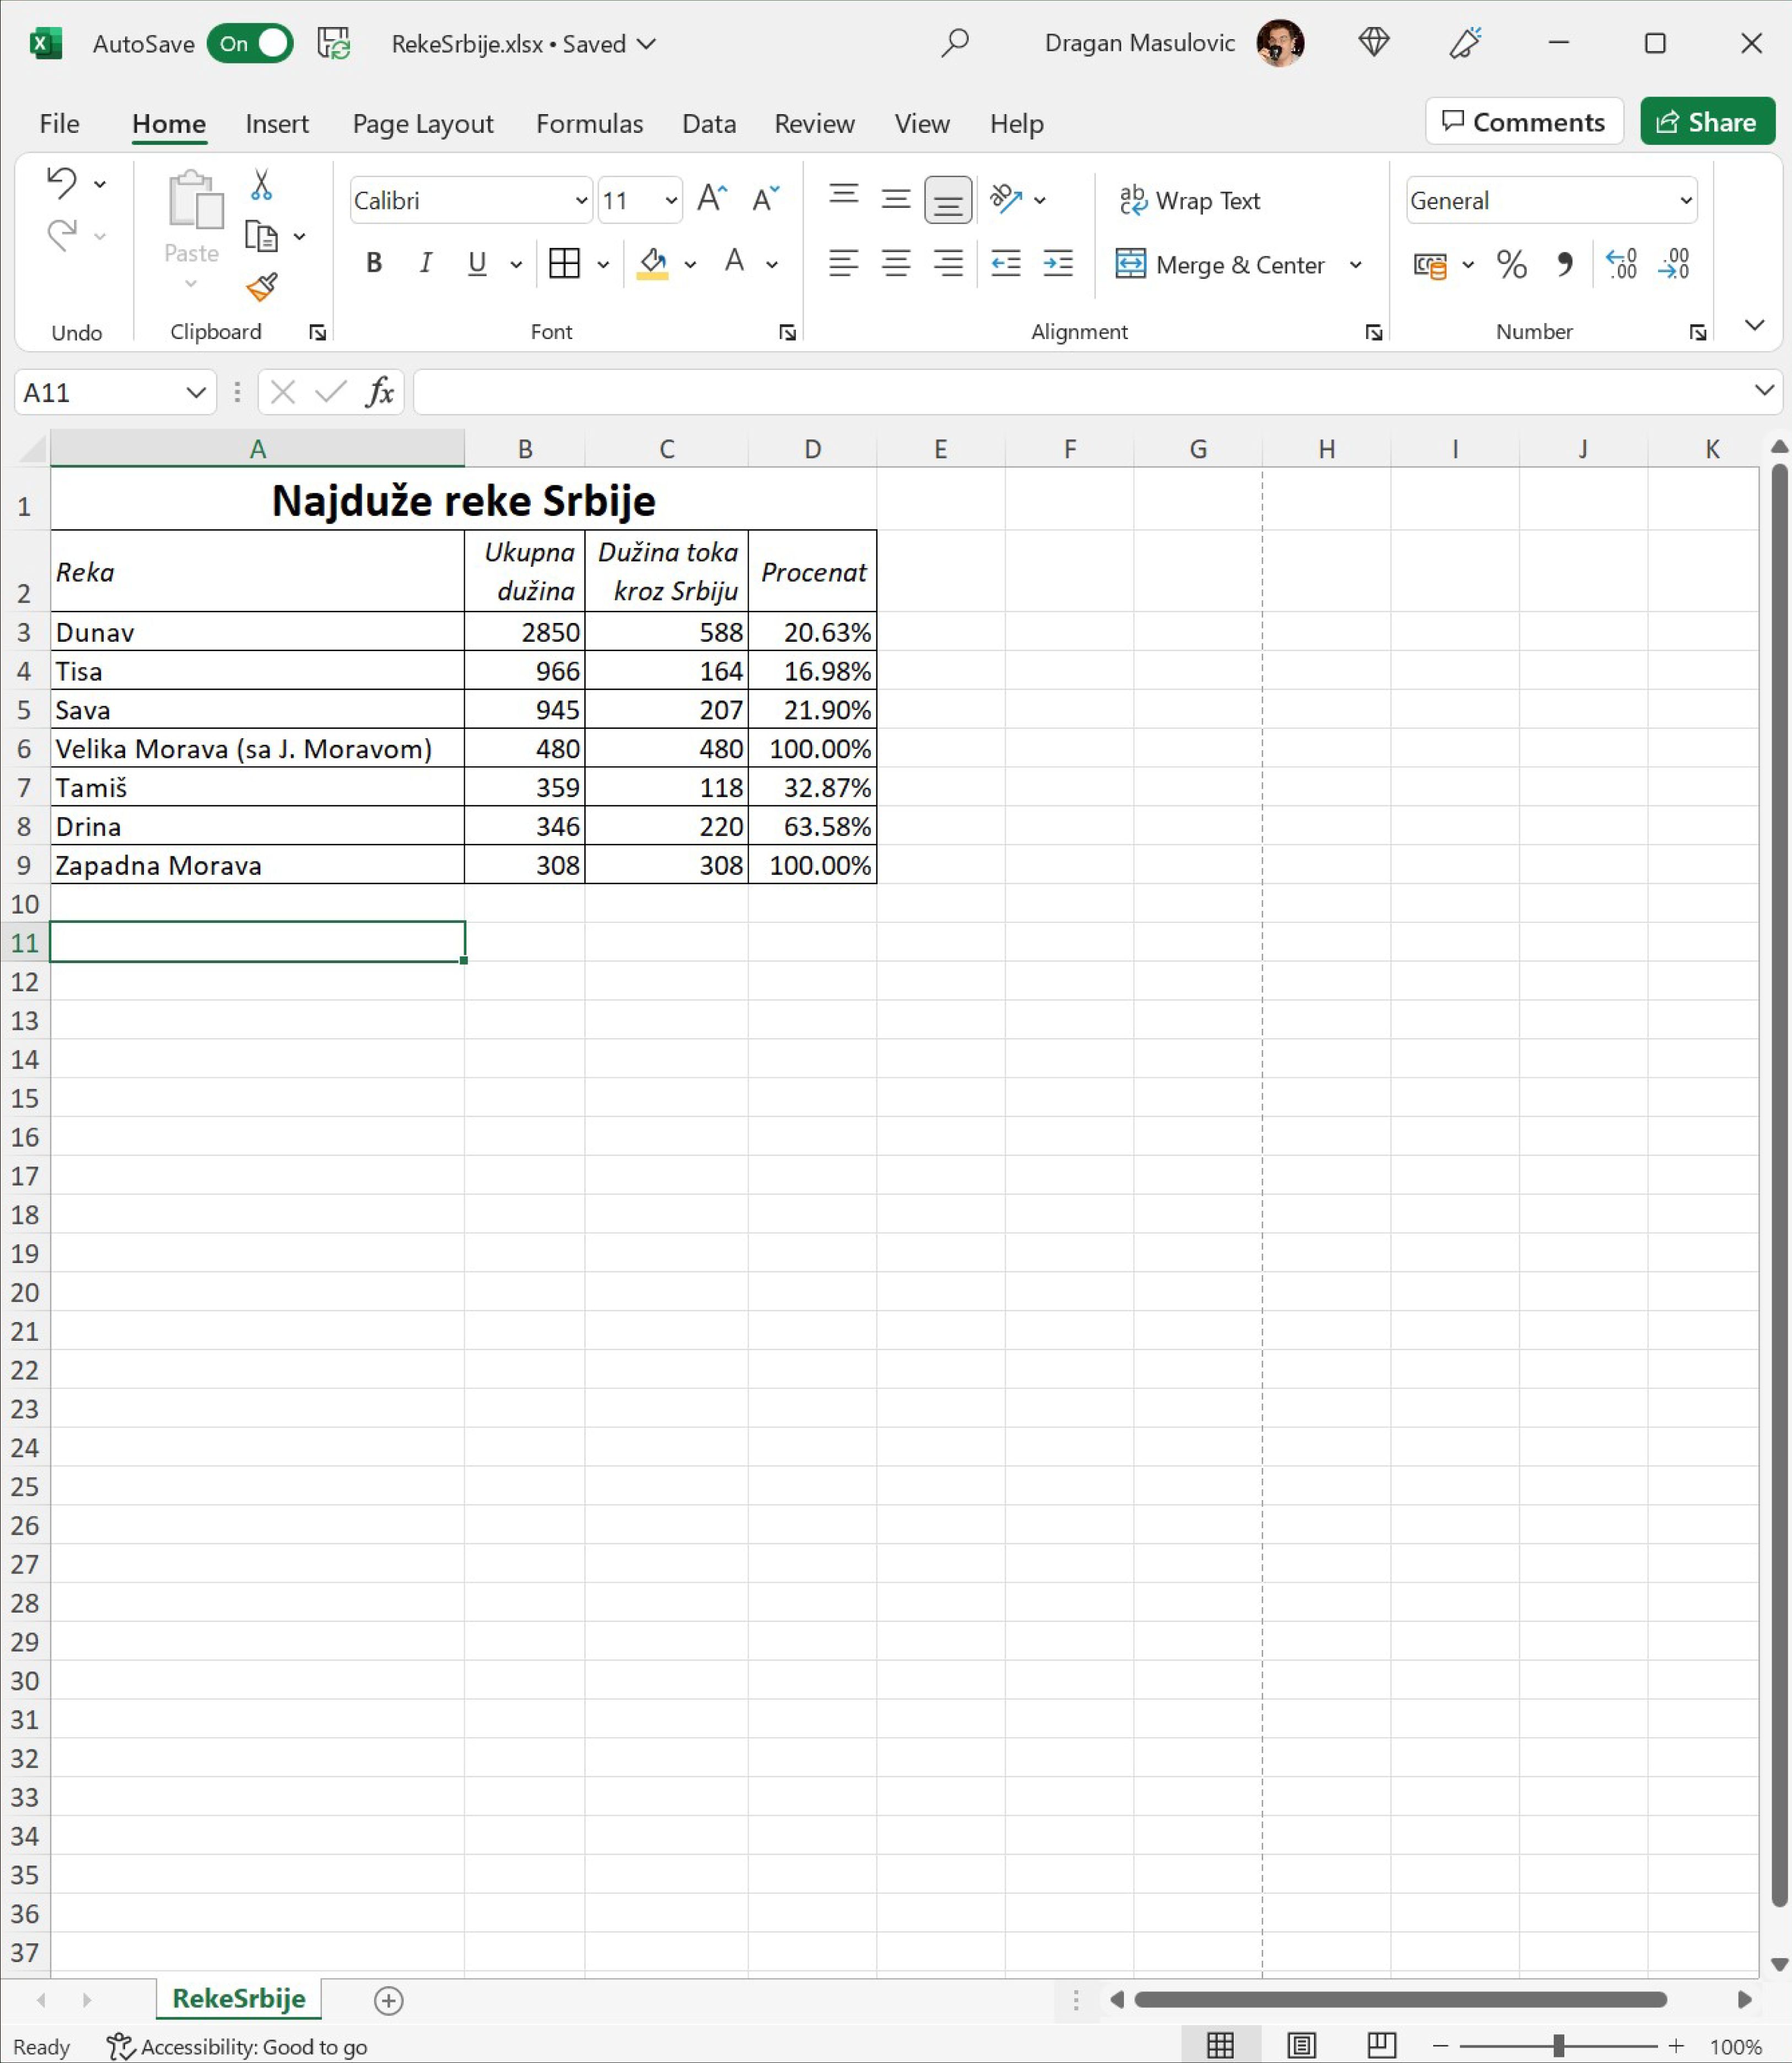 AutoSave On RekeSrbije.xlsx • Saved Dragan Masulovic
File Home Insert Page Layout Formulas Data Review View Help Comments Share
Calibri 11 A A ab Wrap Text General
Paste B I U A Merge & Center % 9 .00 .00
Undo Clipboard Font Alignment Number
A11 fx
A B C D E F G H I J K
1 Najduže reke Srbije
2 Reka Ukupna dužina Dužina toka kroz Srbiju Procenat
3 Dunav 2850 588 20.63%
4 Tisa 966 164 16.98%
5 Sava 945 207 21.90%
6 Velika Morava (sa J. Moravom) 480 480 100.00%
7 Tamiš 359 118 32.87%
8 Drina 346 220 63.58%
9 Zapadna Morava 308 308 100.00%
10
11
12
13
14
15
16
17
18
19
20
21
22
23
24
25
26
27
28
29
30
31
32
33
34
35
36
37
RekeSrbije
Ready Accessibility: Good to go 100%